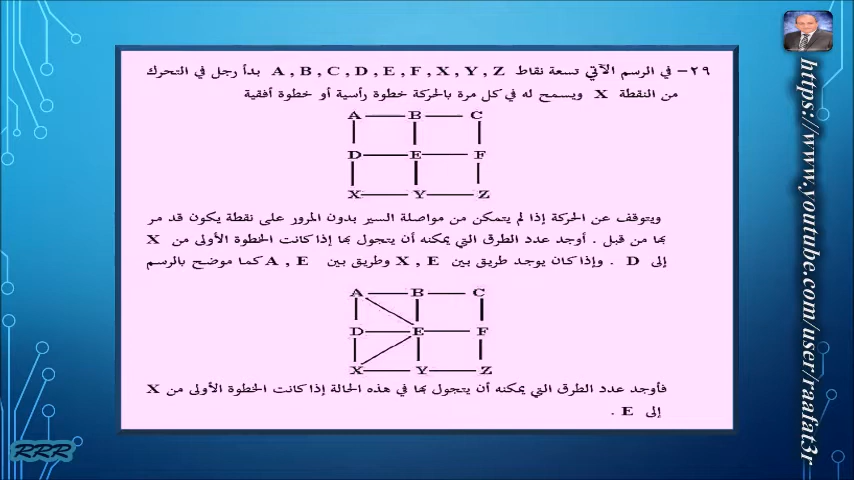 ٢٩- في الرسم الآتي تسعة نقاط A , B , C , D , E , F , X , Y , Z بدأ رجل في التحرك
من النقطة X ويسمح له في كل مرة بالحركة خطوة رأسية أو خطوة أفقية
A B C
D E F
X Y Z
ويتوقف عن الحركة إذا لم يتمكن من مواصلة السير بدون المرور على نقطة يكون قد مر
بها من قبل . أوجد عدد الطرق التي يمكنه أن يتجول بها إذا كانت الخطوة الأولى من X
إلى D . وإذا كان يوجد طريق بين X , E وطريق بين A , E كما موضح بالرسم
A B C
D E F
X Y Z
فأوجد عدد الطرق التي يمكنه أن يتجول بها في هذه الحالة إذا كانت الخطوة الأولى من X
إلى E .
https://www.youtube.com/user/raafat3r
RRR